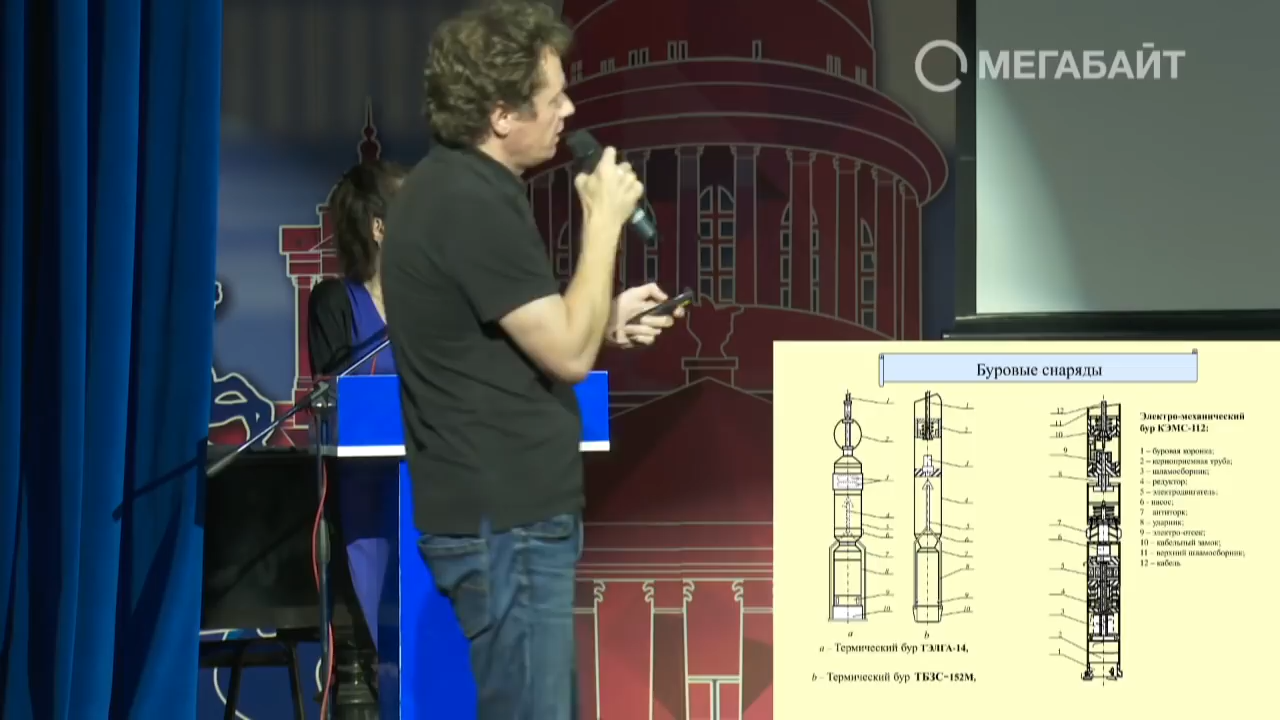 МЕГАБАЙТ
Буровые снаряды
Электро-механический
бур КЭМС-112:
1 – буровая коронка;
2 – керноприемная труба;
3 – шламосборник;
4 – редуктор;
5 – электродвигатель;
6 - насос;
7 антиторк;
8 – ударник;
9 – электро-отсек;
10 – кабельный замок;
11 – верхний шламосборник;
12 – кабель
a b
a – Термический бур ТЭЛГА-14,
b – Термический бур ТБЗС-152М,